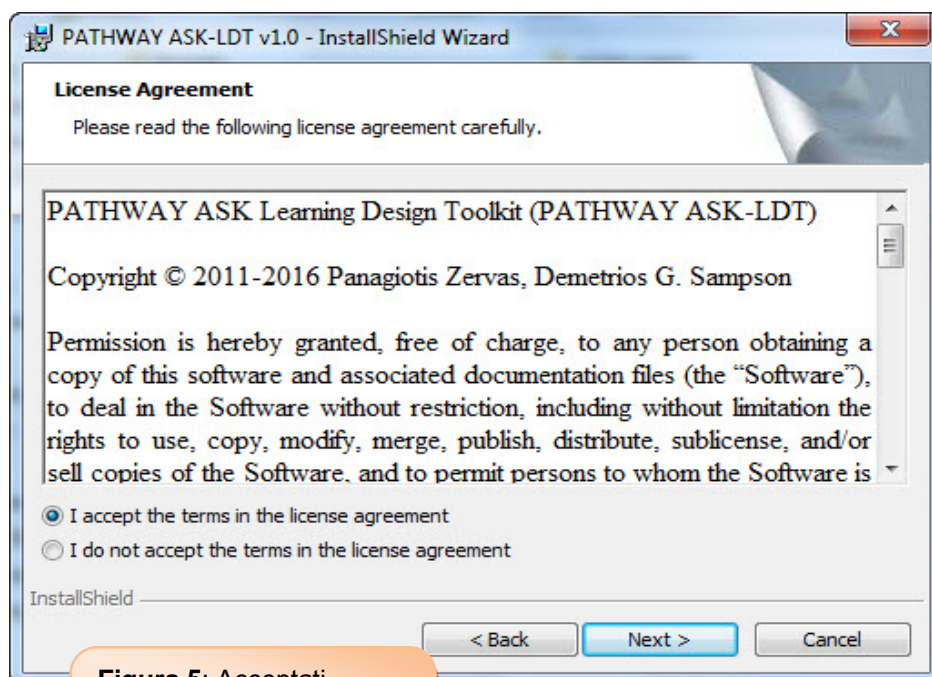 PATHWAY ASK-LDT v1.0 - InstallShield Wizard
License Agreement
Please read the following license agreement carefully.
PATHWAY ASK Learning Design Toolkit (PATHWAY ASK-LDT)
Copyright © 2011-2016 Panagiotis Zervas, Demetrios G. Sampson
Permission is hereby granted, free of charge, to any person obtaining a
copy of this software and associated documentation files (the “Software”),
to deal in the Software without restriction, including without limitation the
rights to use, copy, modify, merge, publish, distribute, sublicense, and/or
sell copies of the Software, and to permit persons to whom the Software is
I accept the terms in the license agreement
I do not accept the terms in the license agreement
InstallShield
< Back
Next >
Cancel